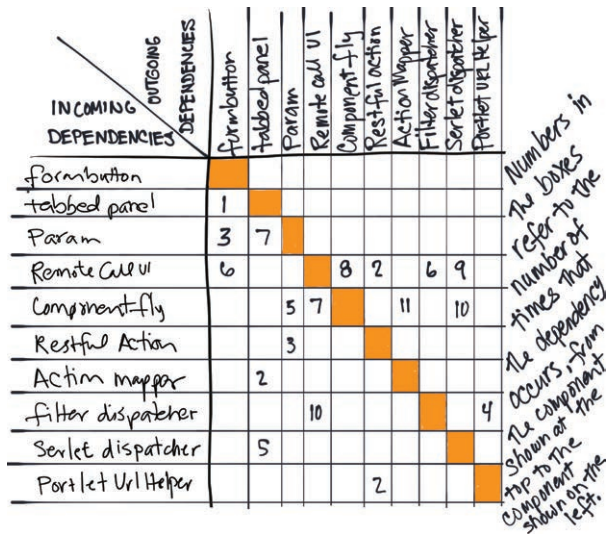 OUTGOING
DEPENDENCIES
INCOMING
DEPENDENCIES
formbutton
tabbed panel
Param
Remote call UI
Component-fly
Restful action
Action Mapper
Filter dispatcher
Serlet dispatcher
Portlet URL Helper
formbutton
tabbed panel 1
Param 3 7
Remote Call UI 6 8 2 6 9
Component-fly 5 7 11 10
Restful Action 3
Action mapper 2
filter dispatcher 10 4
Serlet dispatcher 5
Portlet Url Helper 2
Numbers in
the boxes
refer to the
number of
times that
the dependency
occurs, from
the component
shown at the
top to the
component
shown on the
left.